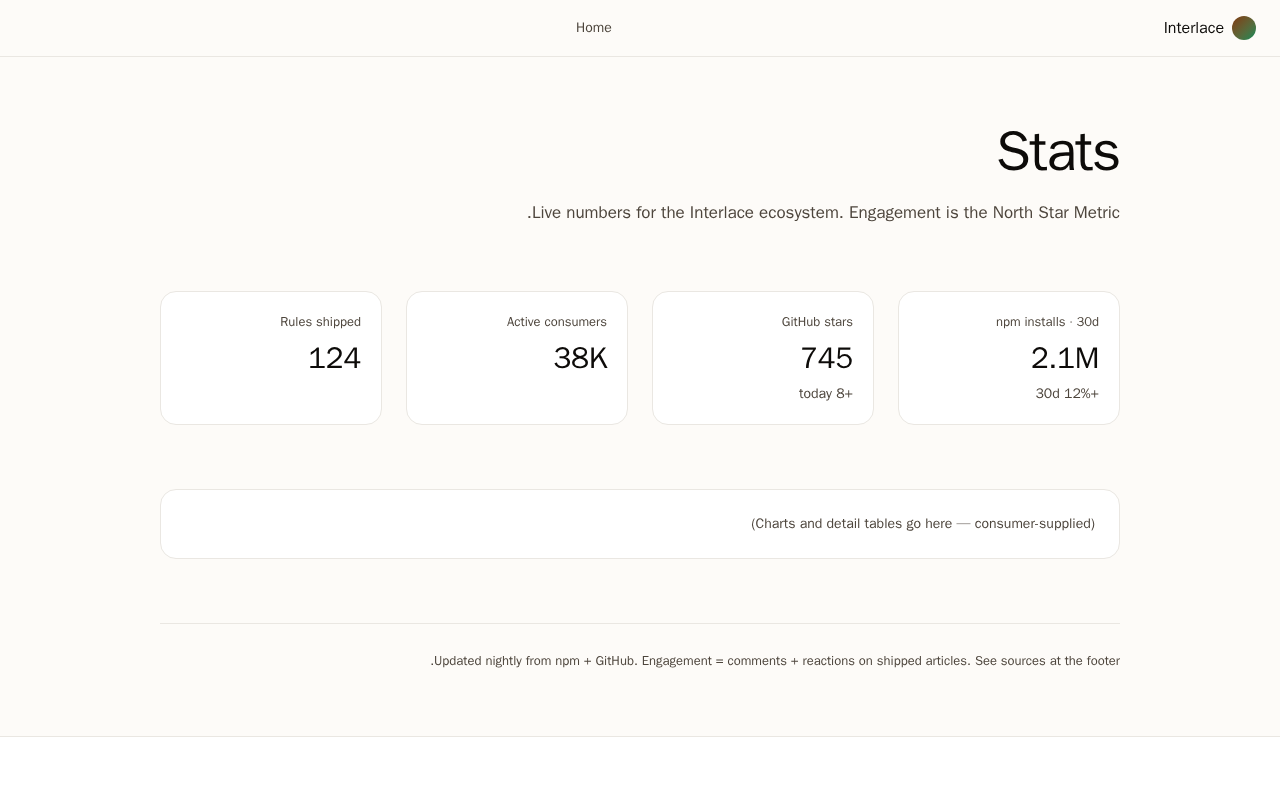 Interlace
Home
Stats
.Live numbers for the Interlace ecosystem. Engagement is the North Star Metric
npm installs · 30d
2.1M
30d 12%+
GitHub stars
745
today 8+
Active consumers
38K
Rules shipped
124
(Charts and detail tables go here — consumer-supplied)
.Updated nightly from npm + GitHub. Engagement = comments + reactions on shipped articles. See sources at the footer